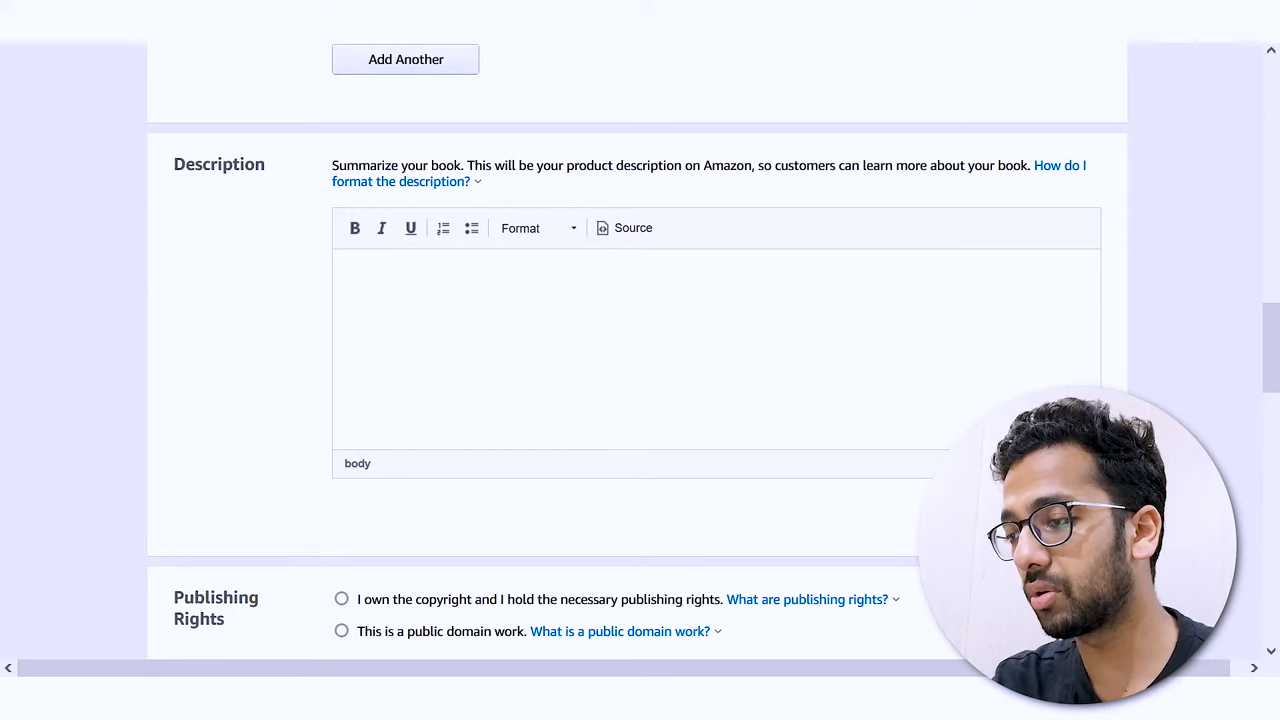 Add Another
Description
Summarize your book. This will be your product description on Amazon, so customers can learn more about your book. How do I
format the description?
B I U Format Source
body
Publishing
Rights
I own the copyright and I hold the necessary publishing rights. What are publishing rights?
This is a public domain work. What is a public domain work?